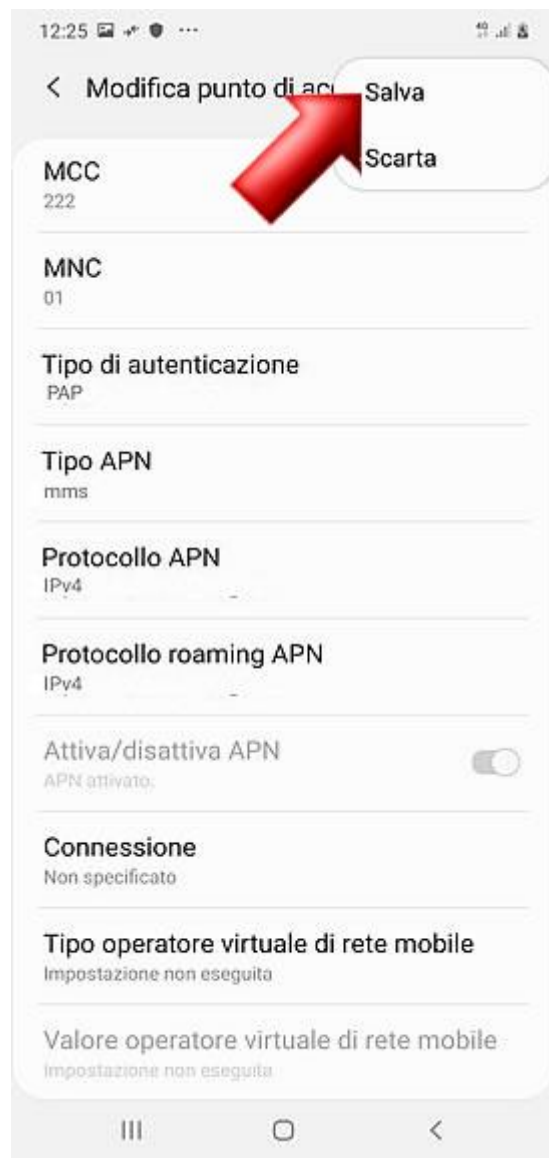 12:25
Modifica punto di acc
Salva
Scarta
MCC
222
MNC
01
Tipo di autenticazione
PAP
Tipo APN
mms
Protocollo APN
IPv4
Protocollo roaming APN
IPv4
Attiva/disattiva APN
APN attivato.
Connessione
Non specificato
Tipo operatore virtuale di rete mobile
Impostazione non eseguita
Valore operatore virtuale di rete mobile
Impostazione non eseguita